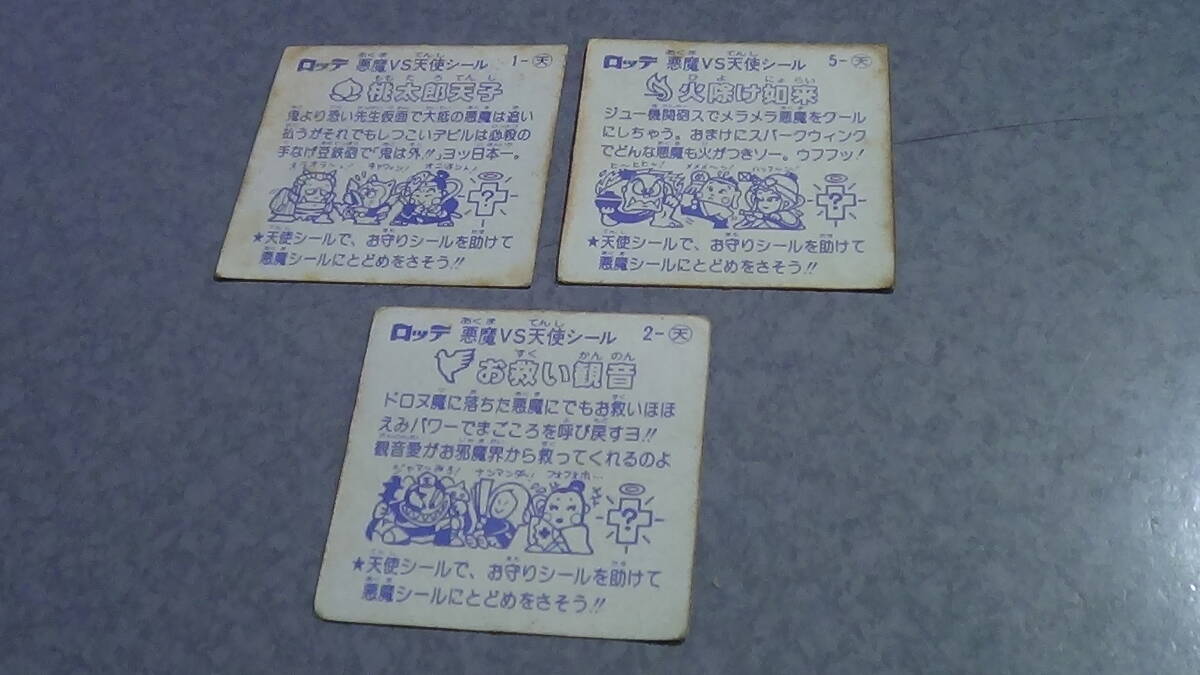 ロッテ 悪魔VS天使シール 1-天
桃太郎天子
鬼より恐い先生仮面で大抵の悪魔は追い
払うがそれでもしつこいデビルは必殺の
手なげ豆鉄砲で「鬼は外!!」ヨッ日本一。
★天使シールで、お守りシールを助けて
悪魔シールにとどめをさそう!!
ロッテ 悪魔VS天使シール 5-天
火除け如来
ジュー機関砲スでメラメラ悪魔をクール
にしちゃう。おまけにスパークウィンク
でどんな悪魔も火がつきソー。ウフフッ!
ヒ〜ヒヒ〜!
?
★天使シールで、お守りシールを助けて
悪魔シールにとどめをさそう!!
ロッテ 悪魔VS天使シール 2-天
お救い観音
ドロヌ魔に落ちた悪魔にでもお救いほほ
えみパワーでまごころを呼び戻すヨ!!
観音愛がお邪魔界から救ってくれるのよ
?
★天使シールで、お守りシールを助けて
悪魔シールにとどめをさそう!!